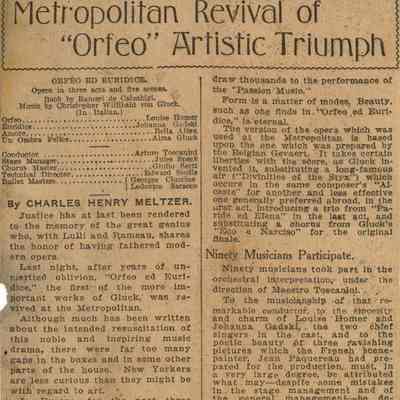 Metropolitan Revival of
"Orfeo" Artistic Triumph
ORFEO ED EURIDICE.
Opera in three acts and five scenes.
Book by Ranieri de Calzabigi.
Music by Christopher Willibald von Gluck.
(In Italian.)
Orfeo Louise Homer
Euridice Johanna Gadski
Amore Bella Alten
Un Ombra Felice Alma Gluck
Conductor Arturo Toscanini
Stage Manager Jules Speck
Chorus Master Giulio Setti
Technical Director Edward Siedle
Ballet Masters Georges Chanfon
Lodovico Saracco
By CHARLES HENRY MELTZER.
Justice has at last been rendered
to the memory of the great genius
who, with Lulli and Rameau, shares
the honor of having fathered mod-
ern opera.
Last night, after years of un-
merited oblivion, "Orfeo ed Euri-
dice," the first of the more im-
portant works of Gluck, was re-
vived at the Metropolitan.
Although much has been written
about the intended resuscitation of
this noble and inspiring music
drama, there were far too many
gaps in the boxes and in some other
parts of the house. New Yorkers
are less curious than they might be
with regard to art.
draw thousands to the performance of
the "Passion Music."
Form is a matter of modes. Beauty,
such as one finds in "Orfeo ed Euri-
dice," is eternal.
The version of the opera which was
used at the Metropolitan is based
upon the one which was prepared by
the Belgian Gevaert. It takes certain
liberties with the score, as Gluck in-
vented it, substituting a long-famous
air ("Divinities of the Styx") which
occurs in the same composer's "Al-
ceste" for another and less effective
one generally preferred abroad, in the
first act, introducing a trio from "Pa-
ride ed Elena" in the last act, and
substituting a chorus from Gluck's
"Eco e Narciso" for the original
finale.
Ninety Musicians Participate.
Ninety musicians took part in the
orchestral interpretation, under the
direction of Maestro Toscanini.
To the musicianship of that re-
markable conductor, to the sincerity
and charm of Louise Homer and
Johanna Gadski, the two chief
singers in the cast, and to the
poetic beauty of three ravishing
pictures which the French scene-
painter, Jean Paquereau had pre-
pared for the production, must, in
a very large degree, be attributed
what may—despite some mistakes
in the stage management and of